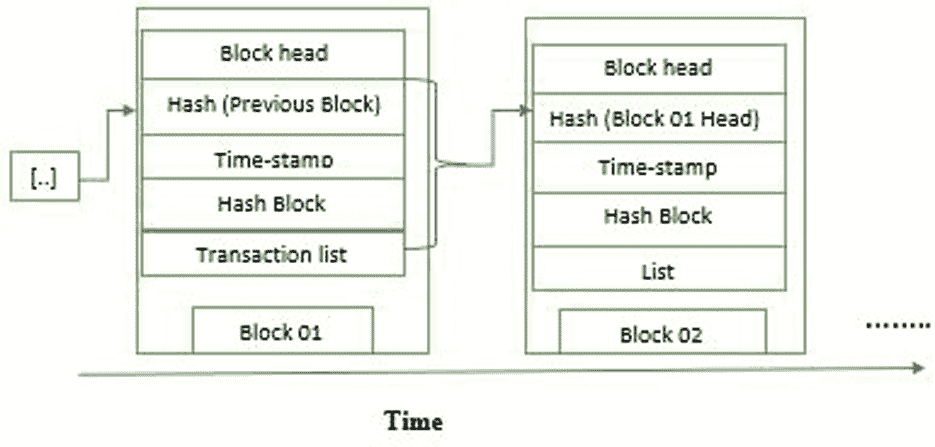 [..]
Block head
Hash (Previous Block)
Time-stamp
Hash Block
Transaction list
Block 01
Block head
Hash (Block 01 Head)
Time-stamp
Hash Block
List
Block 02
........
Time